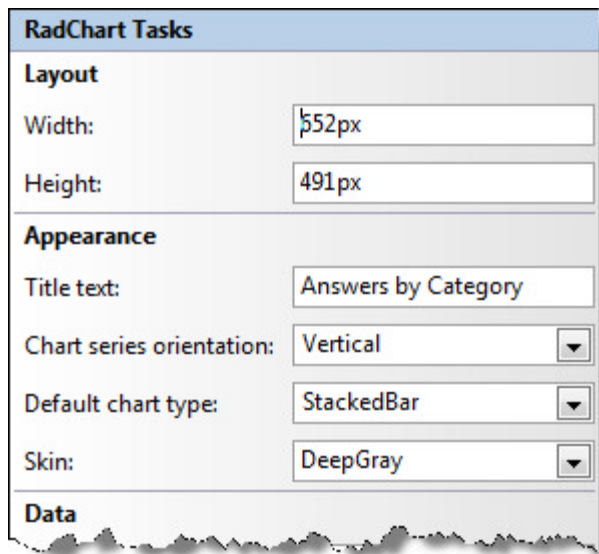 RadChart Tasks
Layout
Width: 552px
Height: 491px
Appearance
Title text: Answers by Category
Chart series orientation: Vertical
Default chart type: StackedBar
Skin: DeepGray
Data